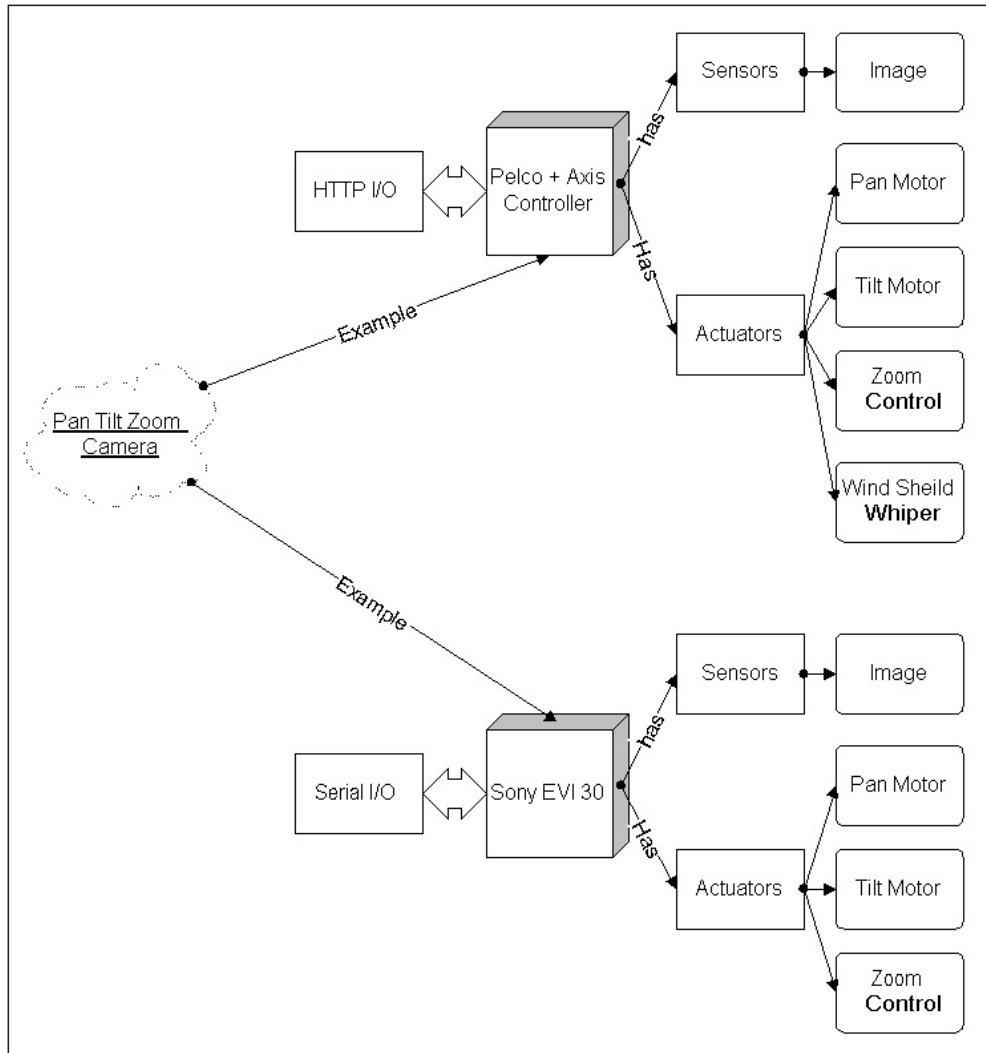 Sensors
Image
has
HTTP I/O
Pelco + Axis
Controller
Pan Motor
Has
Tilt Motor
Example
Actuators
Zoom
Control
Pan Tilt Zoom
Camera
Wind Sheild
Whiper
Example
Sensors
Image
has
Serial I/O
Sony EVI 30
Pan Motor
Has
Actuators
Tilt Motor
Zoom
Control